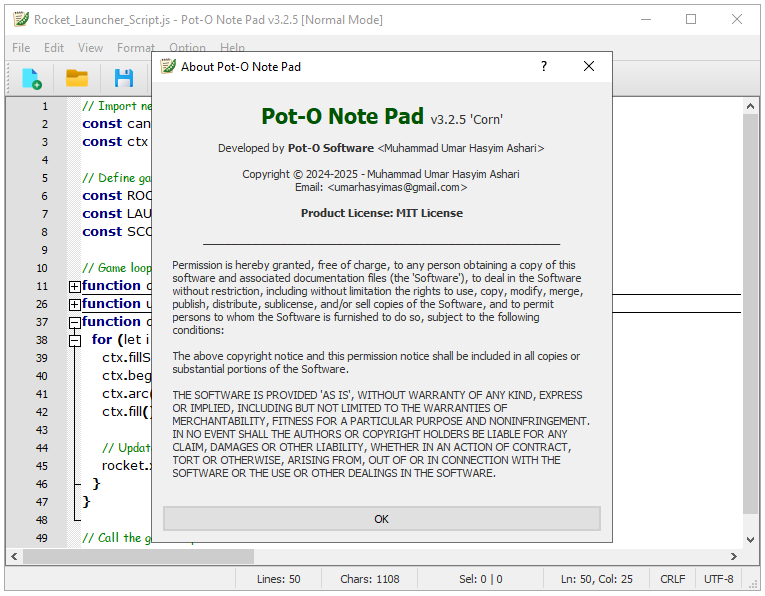 Rocket_Launcher_Script.js - Pot-O Note Pad v3.2.5 [Normal Mode]
File Edit View Format Option Help
About Pot-O Note Pad ?
Pot-O Note Pad v3.2.5 'Corn'
Developed by Pot-O Software <Muhammad Umar Hasyim Ashari>
Copyright © 2024-2025 - Muhammad Umar Hasyim Ashari
Email: <umarhasyimas@gmail.com>
Product License: MIT License
Permission is hereby granted, free of charge, to any person obtaining a copy of this
software and associated documentation files (the 'Software'), to deal in the Software
without restriction, including without limitation the rights to use, copy, modify, merge,
publish, distribute, sublicense, and/or sell copies of the Software, and to permit
persons to whom the Software is furnished to do so, subject to the following
conditions:
The above copyright notice and this permission notice shall be included in all copies or
substantial portions of the Software.
THE SOFTWARE IS PROVIDED 'AS IS', WITHOUT WARRANTY OF ANY KIND, EXPRESS
OR IMPLIED, INCLUDING BUT NOT LIMITED TO THE WARRANTIES OF
MERCHANTABILITY, FITNESS FOR A PARTICULAR PURPOSE AND NONINFRINGEMENT.
IN NO EVENT SHALL THE AUTHORS OR COPYRIGHT HOLDERS BE LIABLE FOR ANY
CLAIM, DAMAGES OR OTHER LIABILITY, WHETHER IN AN ACTION OF CONTRACT,
TORT OR OTHERWISE, ARISING FROM, OUT OF OR IN CONNECTION WITH THE
SOFTWARE OR THE USE OR OTHER DEALINGS IN THE SOFTWARE.
OK
1 // Import ne
2 const can
3 const ctx
4
5 // Define ga
6 const ROC
7 const LAU
8 const SCO
9
10 // Game loop
11 function
26 function u
37 function
38 for (let i
39 ctx.fillS
40 ctx.beg
41 ctx.arc(
42 ctx.fill()
43
44 // Updat
45 rocket.x
46 }
47 }
48
49 // Call the g
Lines: 50 Chars: 1108 Sel: 0 | 0 Ln: 50, Col: 25 CRLF UTF-8